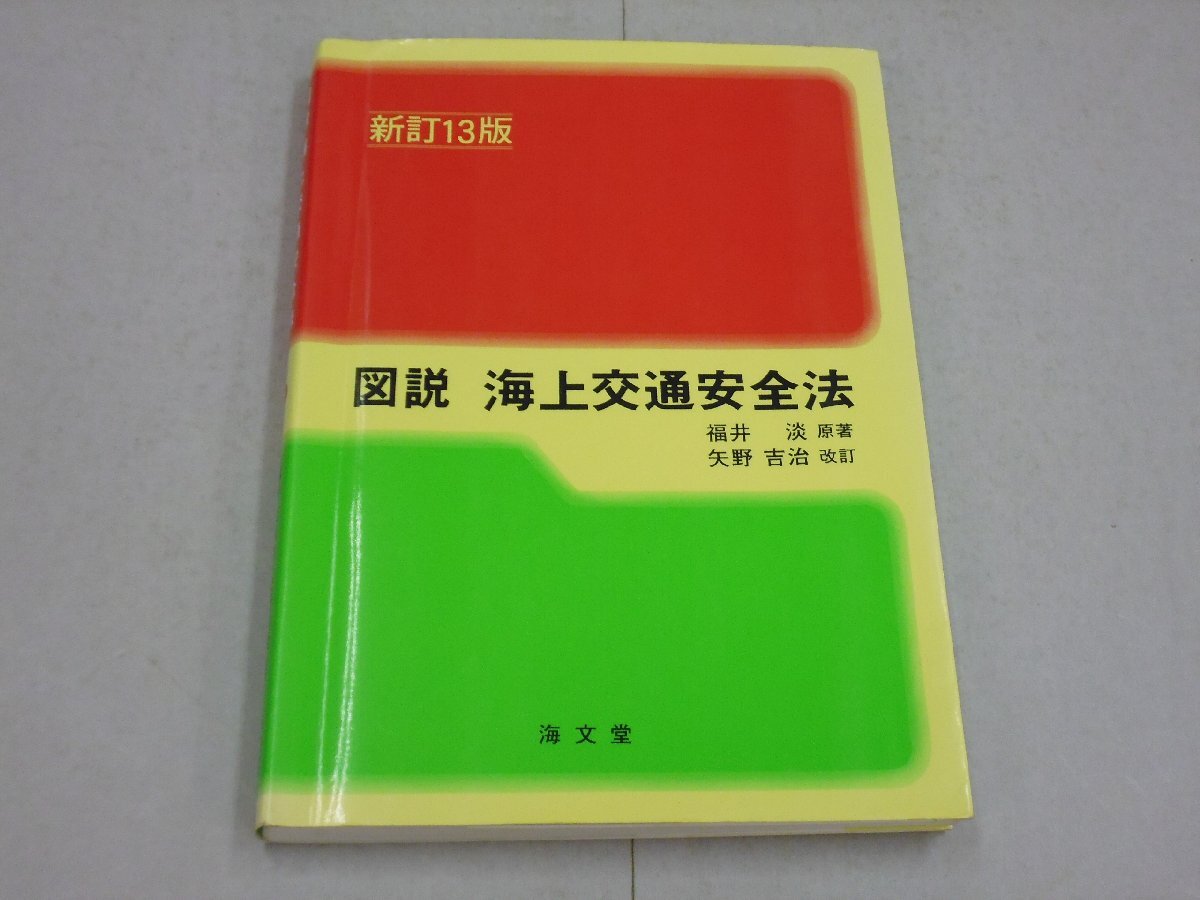 新訂13版
図説 海上交通安全法
福井 淡 原著
矢野 吉治 改訂
海文堂